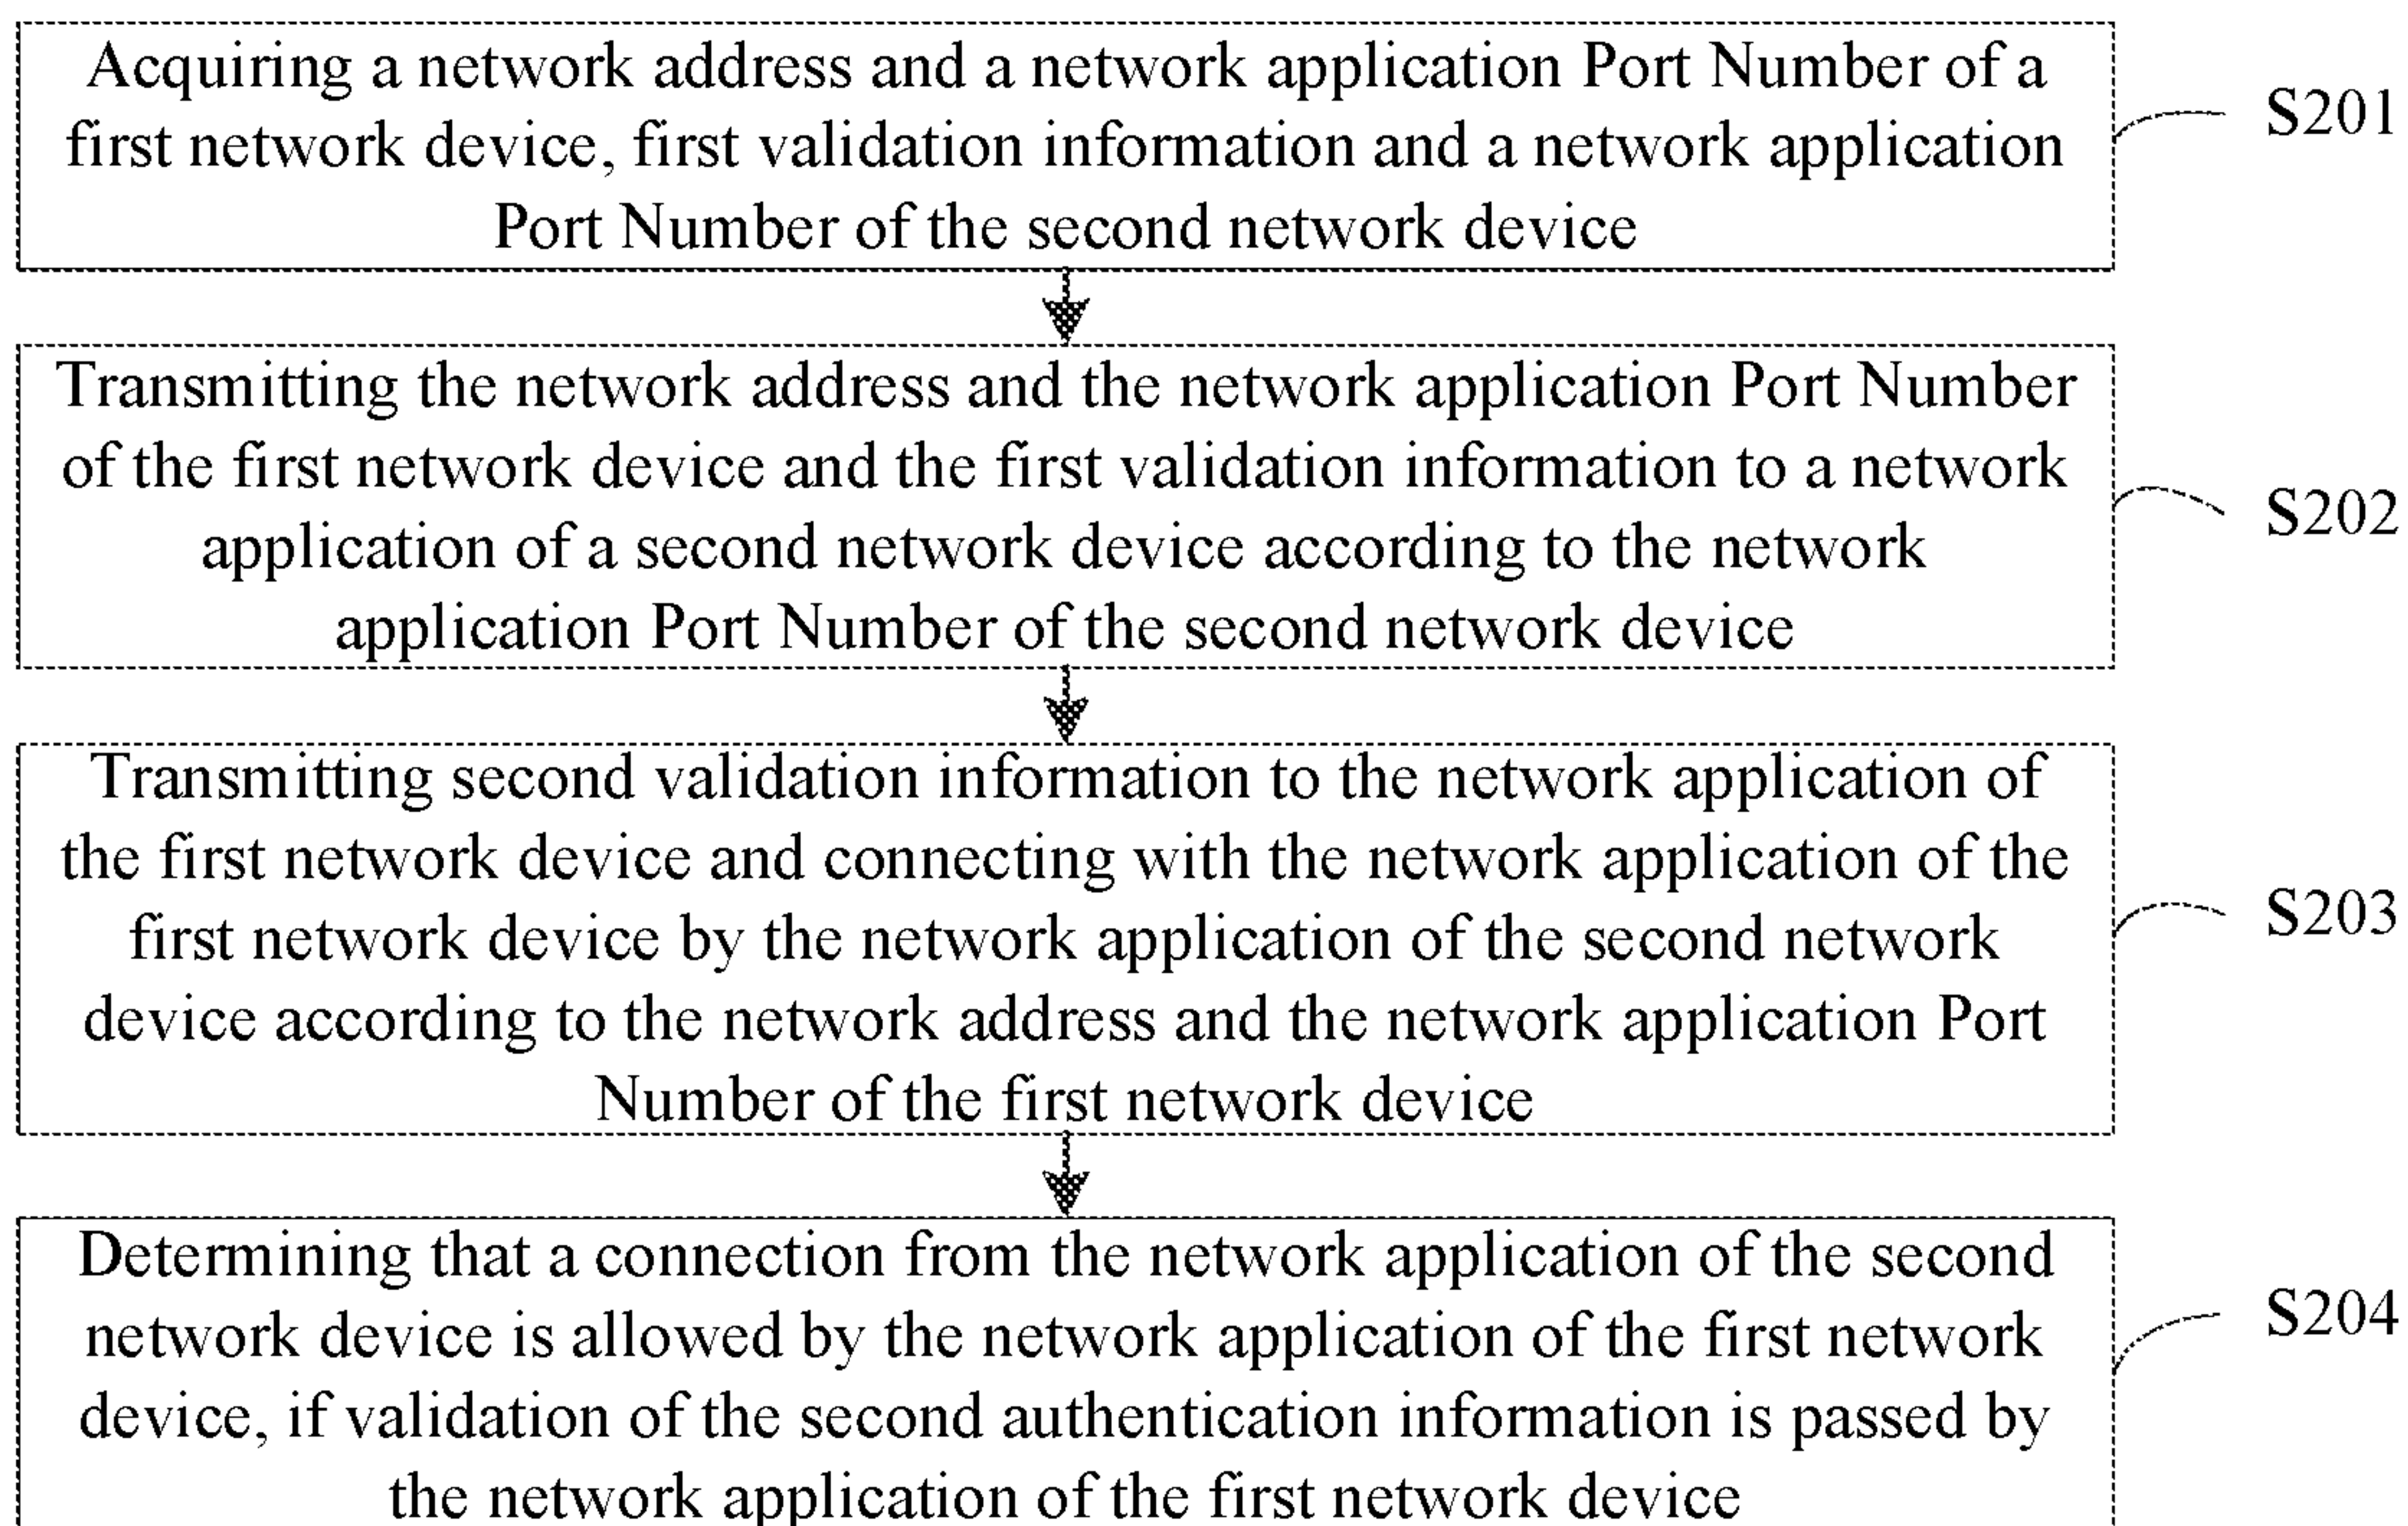 Acquiring a network address and a network application Port Number of a
first network device, first validation information and a network application
Port Number of the second network device
S201
Transmitting the network address and the network application Port Number
of the first network device and the first validation information to a network
application of a second network device according to the network
application Port Number of the second network device
S202
Transmitting second validation information to the network application of
the first network device and connecting with the network application of the
first network device by the network application of the second network
device according to the network address and the network application Port
Number of the first network device
S203
Determining that a connection from the network application of the second
network device is allowed by the network application of the first network
device, if validation of the second authentication information is passed by
the network application of the first network device
S204